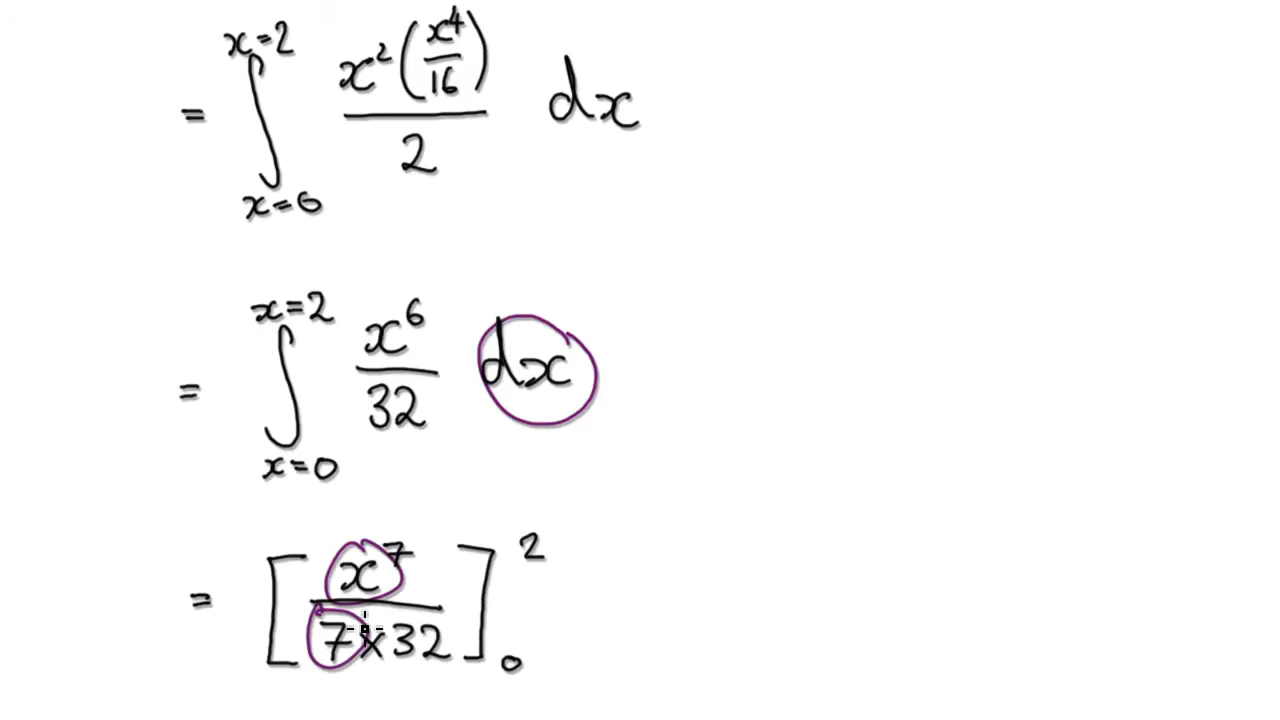 = ∫_{x=0}^{x=2} x²(x⁴/16)/2 dx
= ∫_{x=0}^{x=2} x⁶/32 dx
= [x⁷/7×32]₀²